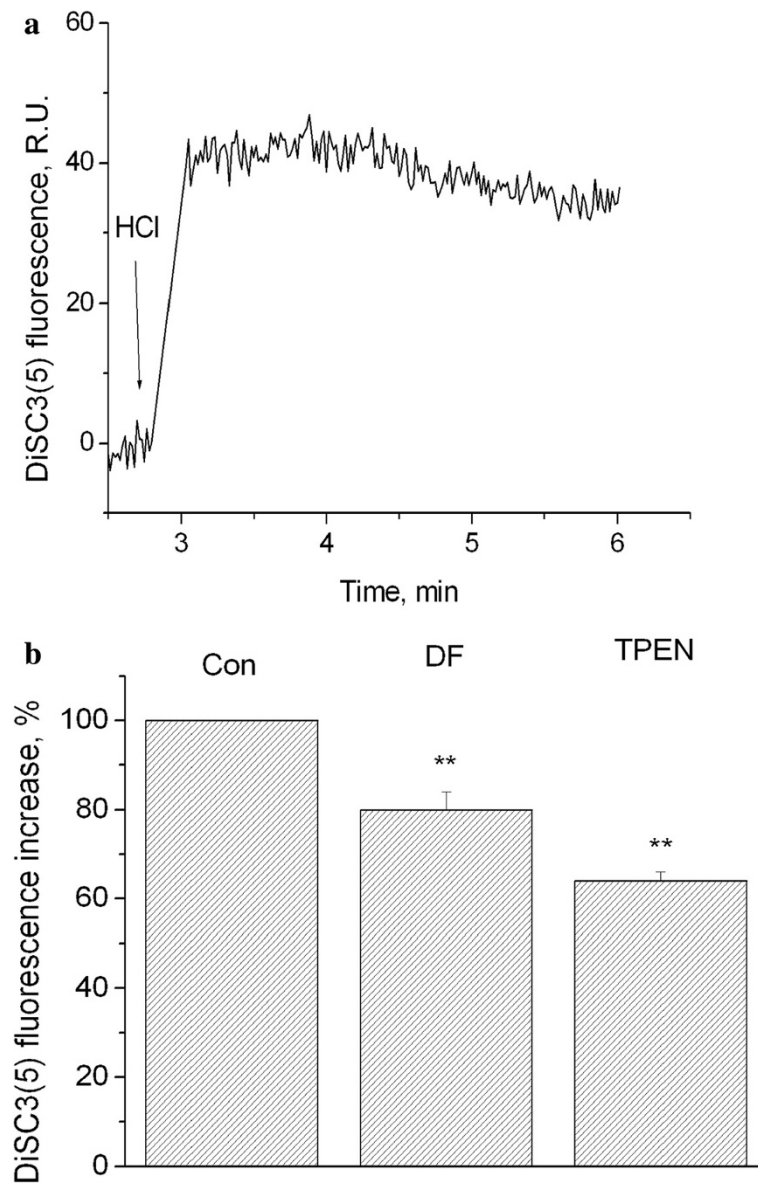 a
DiSC3(5) fluorescence, R.U.
60
40
20
0
HCl
3 4 5 6
Time, min
b
DiSC3(5) fluorescence increase, %
Con DF TPEN
100
80
60
40
20
0
**
**